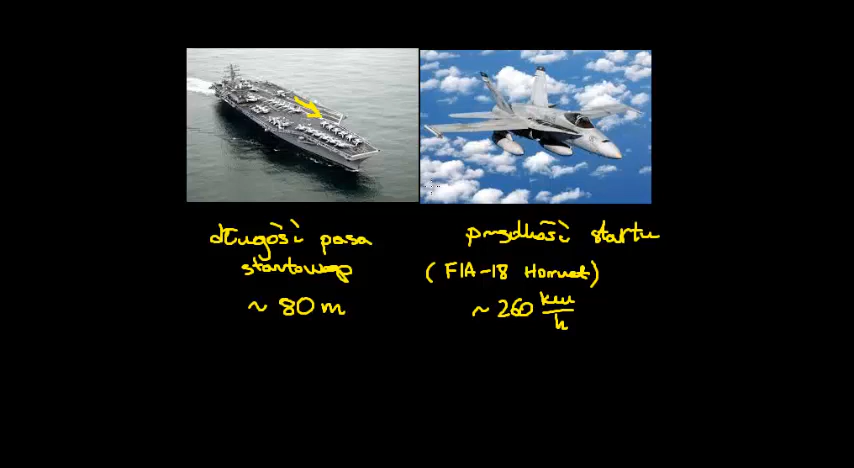 długość pasa
startowego
~ 80 m
prędkość startu
(F/A-18 Hornet)
~ 260 km/h